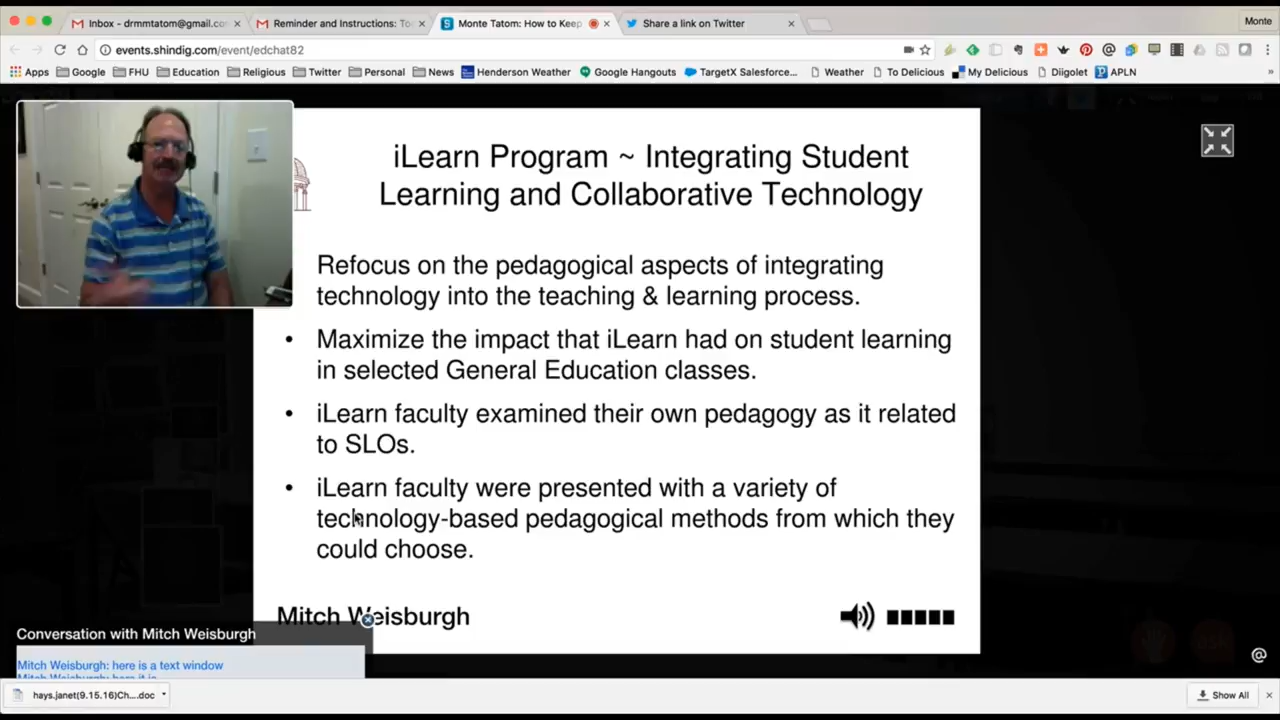 Inbox - drmmtatom@gmail.co
Reminder and Instructions: To
Monte Tatom: How to Keep
Share a link on Twitter
Monte
events.shindig.com/event/edchat82
Apps Google FHU Education Religious Twitter Personal News Henderson Weather Google Hangouts TargetX Salesforce... Weather To Delicious My Delicious Diigolet APLN »
iLearn Program ~ Integrating Student
Learning and Collaborative Technology
Refocus on the pedagogical aspects of integrating
technology into the teaching & learning process.
• Maximize the impact that iLearn had on student learning
in selected General Education classes.
• iLearn faculty examined their own pedagogy as it related
to SLOs.
• iLearn faculty were presented with a variety of
technology-based pedagogical methods from which they
could choose.
Mitch Weisburgh
Conversation with Mitch Weisburgh
Mitch Weisburgh: here is a text window
Mitch Weisburgh: here it is
@
hays.janet(9.15.16)Ch....doc
Show All